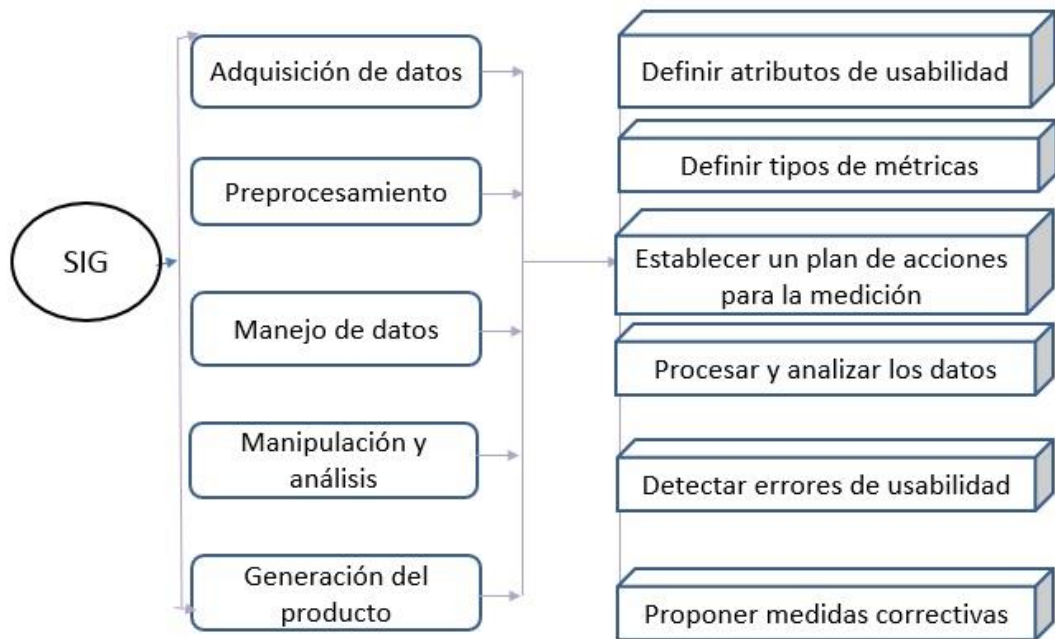 SIG
Adquisición de datos
Preprocesamiento
Manejo de datos
Manipulación y
análisis
Generación del
producto
Definir atributos de usabilidad
Definir tipos de métricas
Establecer un plan de acciones
para la medición
Procesar y analizar los datos
Detectar errores de usabilidad
Proponer medidas correctivas